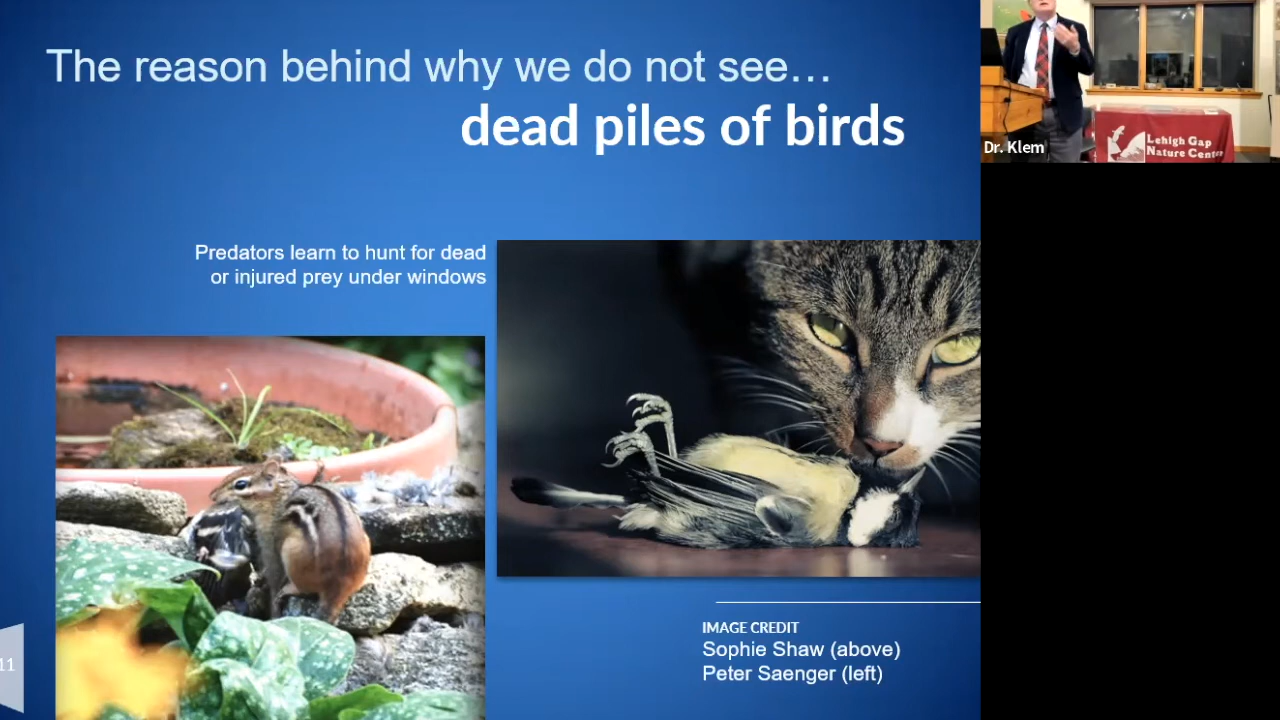 The reason behind why we do not see...
dead piles of birds
Dr. Klem
Lehigh Gap
Nature Center
Predators learn to hunt for dead
or injured prey under windows
IMAGE CREDIT
Sophie Shaw (above)
Peter Saenger (left)
11